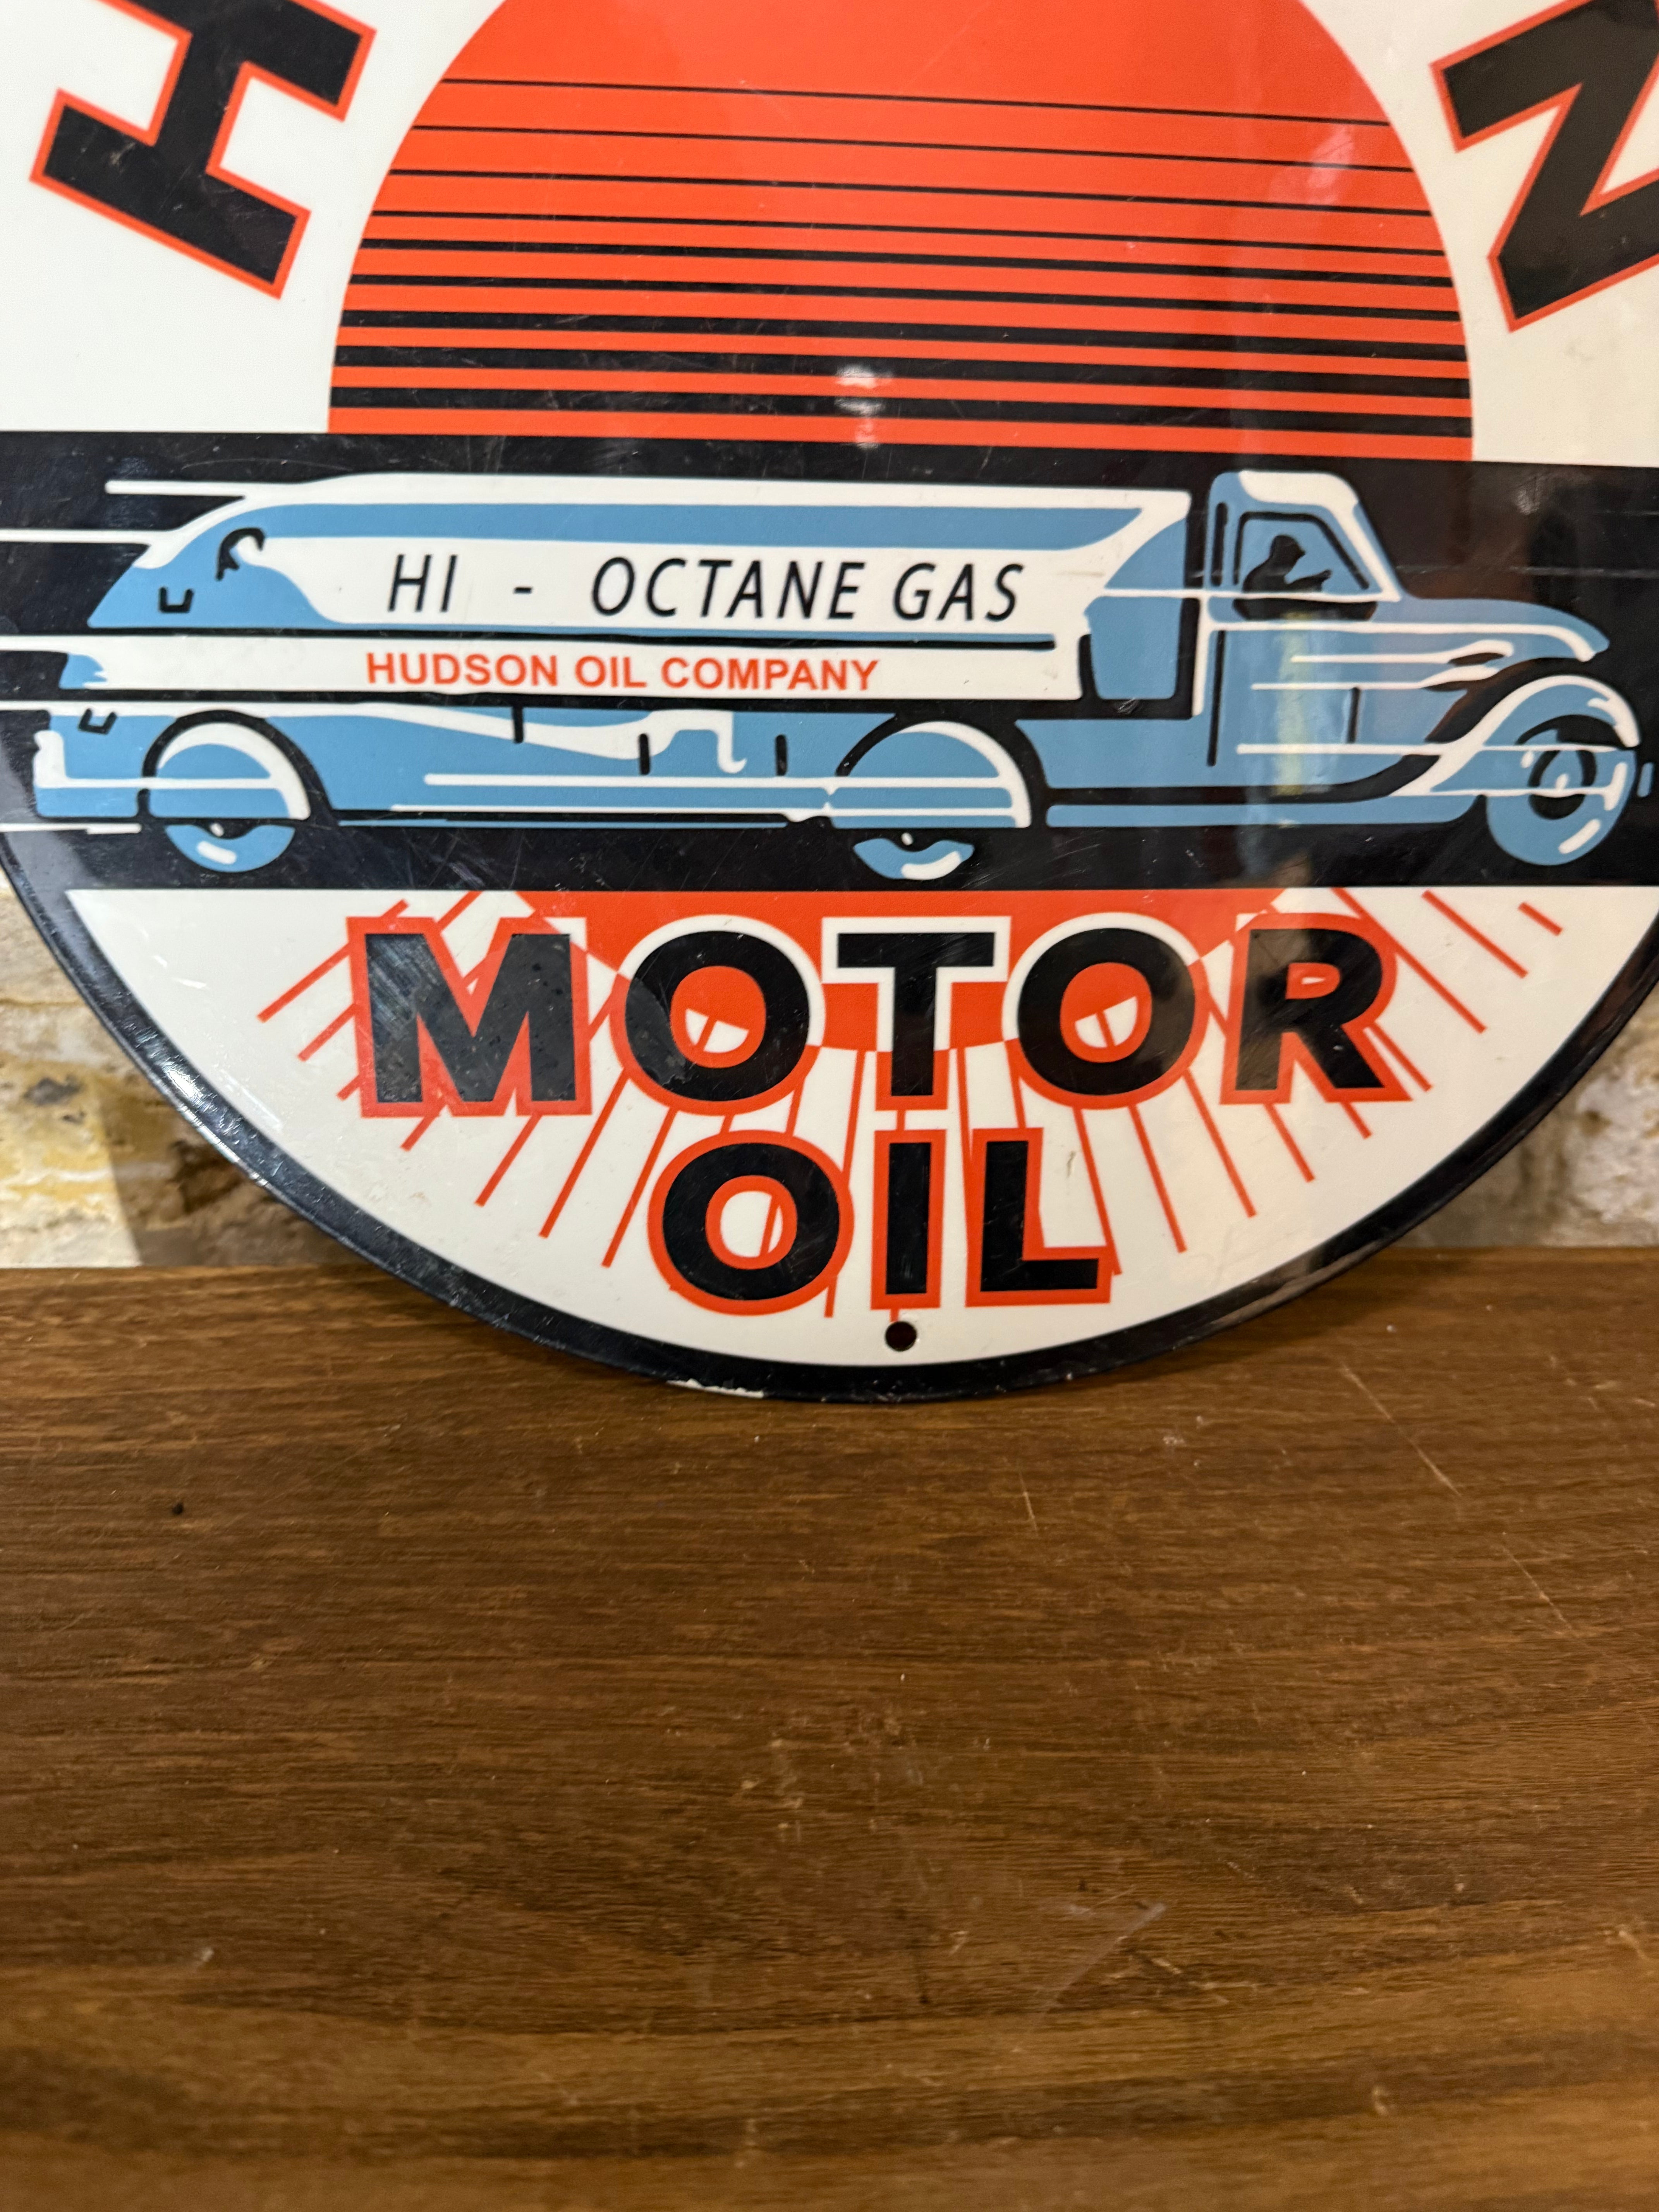 H N
HI - OCTANE GAS
HUDSON OIL COMPANY
MOTOR
OIL